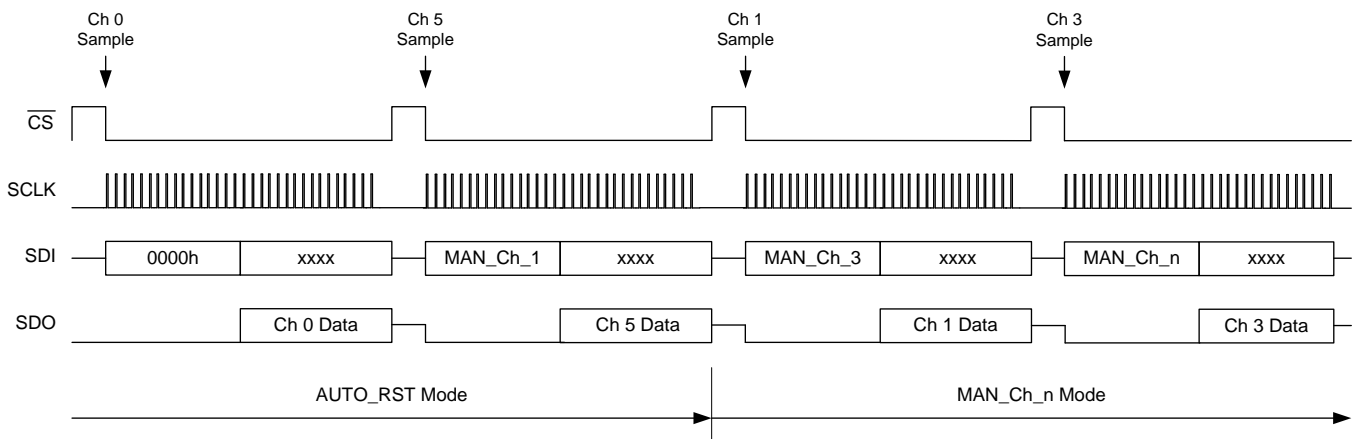 Ch 0
Sample
Ch 5
Sample
Ch 1
Sample
Ch 3
Sample
CS
SCLK
SDI
0000h
xxxx
MAN_Ch_1
xxxx
MAN_Ch_3
xxxx
MAN_Ch_n
xxxx
SDO
Ch 0 Data
Ch 5 Data
Ch 1 Data
Ch 3 Data
AUTO_RST Mode
MAN_Ch_n Mode